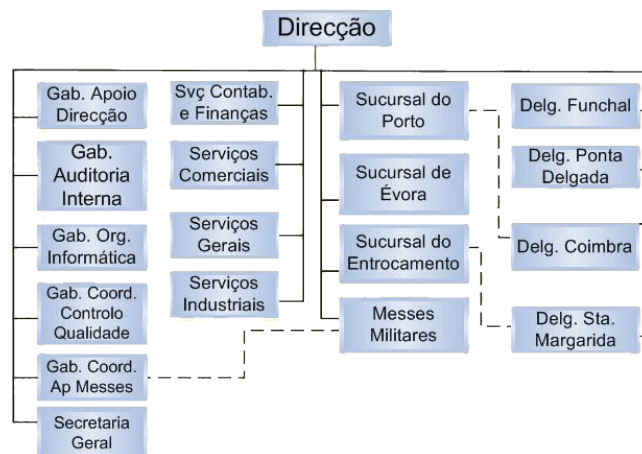 Direcção
Gab. Apoio
Direcção
Gab.
Auditoria
Interna
Gab. Org.
Informática
Gab. Coord.
Controlo
Qualidade
Gab. Coord.
Ap Messes
Secretaria
Geral
Svç Contab.
e Finanças
Serviços
Comerciais
Serviços
Gerais
Serviços
Industriais
Sucursal do
Porto
Sucursal de
Évora
Sucursal do
Entrocamento
Messes
Militares
Delg. Funchal
Delg. Ponta
Delgada
Delg. Coimbra
Delg. Sta.
Margarida